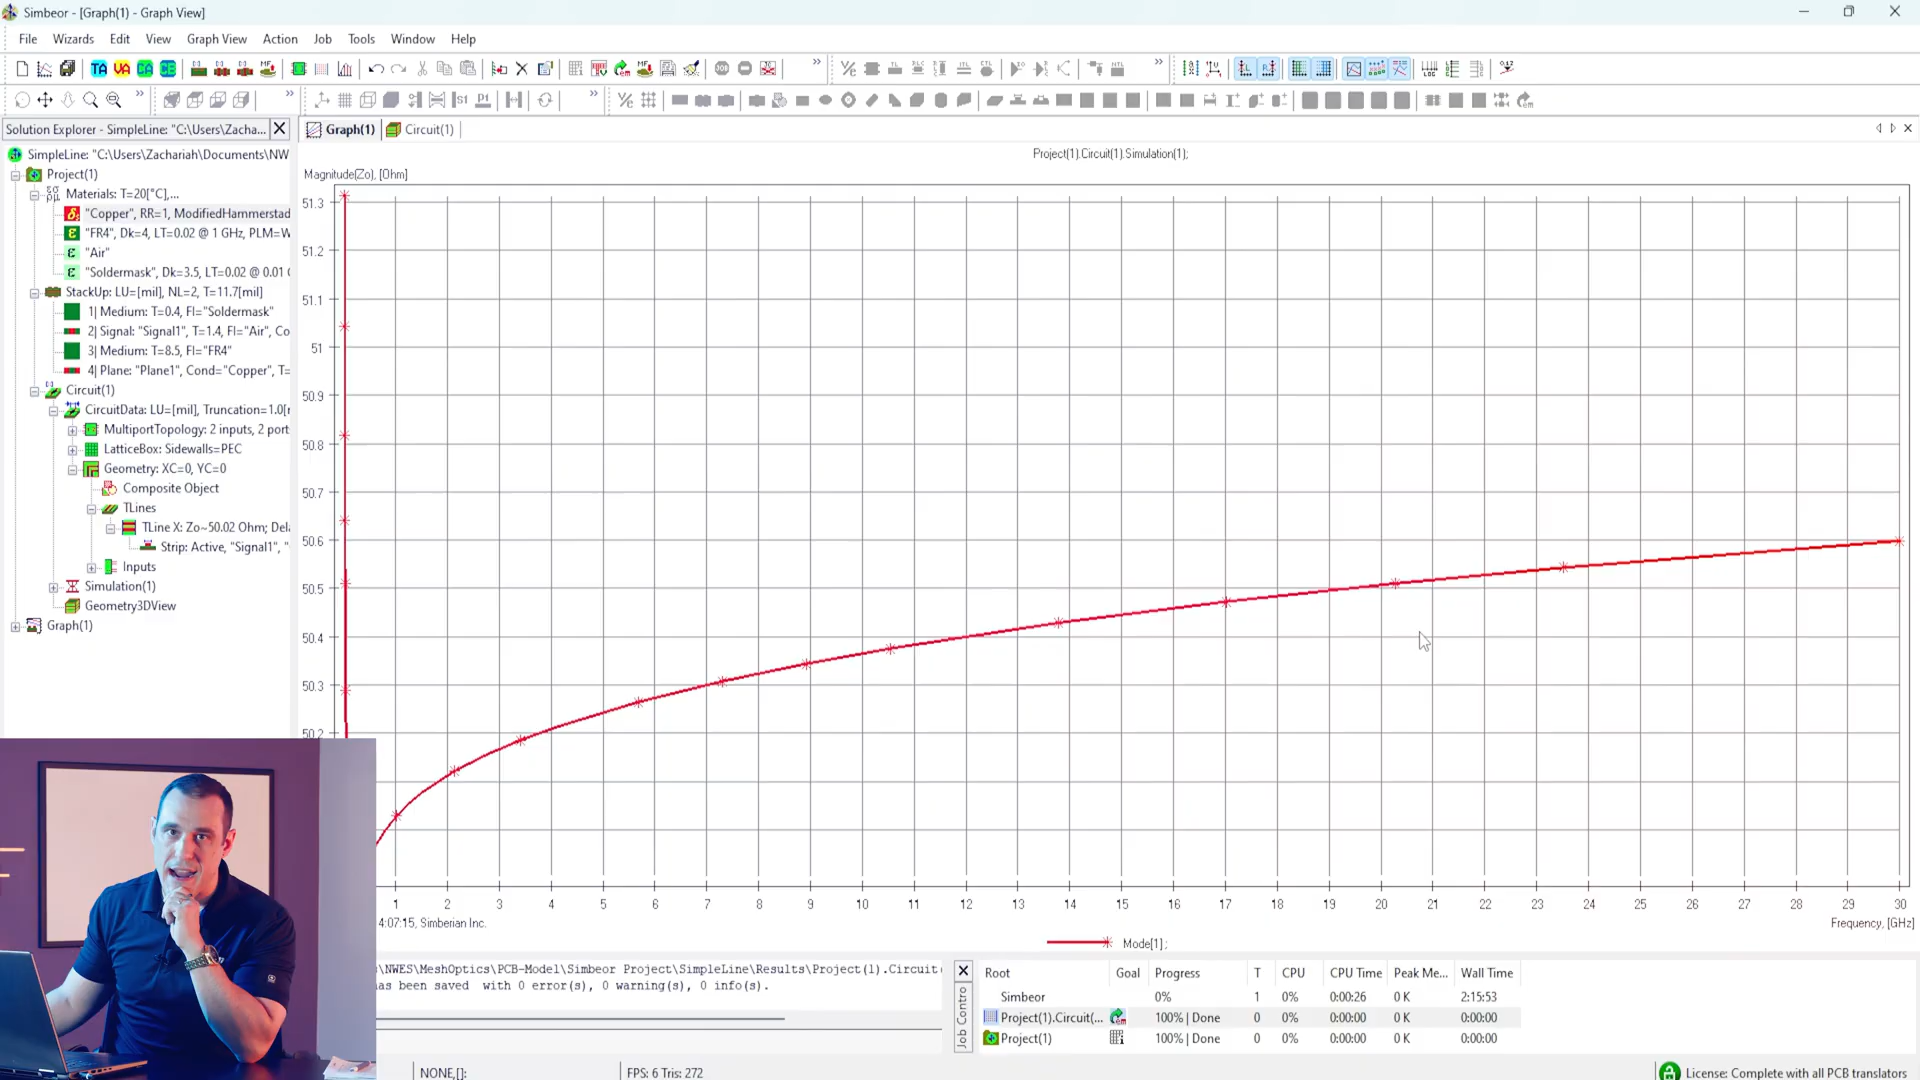 Simbeor - [Graph(1) - Graph View]
File Wizards Edit View Graph View Action Job Tools Window Help
TA VA CA CB
Solution Explorer - SimpleLine: "C:\Users\Zacha...
Graph(1) Circuit(1)
SimpleLine: "C:\Users\Zachariah\Documents\NW
Project(1)
Materials: T=20[°C],...
"Copper", RR=1, ModifiedHammerstad
"FR4", Dk=4, LT=0.02 @ 1 GHz, PLM=W
"Air"
"Soldermask", Dk=3.5, LT=0.02 @ 0.01
StackUp: LU=[mil], NL=2, T=11.7[mil]
1| Medium: T=0.4, Fl="Soldermask"
2| Signal: "Signal1", T=1.4, Fl="Air", Co
3| Medium: T=8.5, Fl="FR4"
4| Plane: "Plane1", Cond="Copper", T=
Circuit(1)
CircuitData: LU=[mil], Truncation=1.0[r
MultiportTopology: 2 inputs, 2 port
LatticeBox: Sidewalls=PEC
Geometry: XC=0, YC=0
Composite Object
TLines
TLine X: Zo~50.02 Ohm; Dela
Strip: Active, "Signal1", "
Inputs
Simulation(1)
Geometry3DView
Graph(1)
Project(1).Circuit(1).Simulation(1);
Magnitude(Zo), [Ohm]
51.3
51.2
51.1
51
50.9
50.8
50.7
50.6
50.5
50.4
50.3
50.2
1 2 3 4 5 6 7 8 9 10 11 12 13 14 15 16 17 18 19 20 21 22 23 24 25 26 27 28 29 30
4:07:15, Simberian Inc.
Frequency, [GHz]
Mode[1];
\NWES\MeshOptics\PCB-Model\Simbeor Project\SimpleLine\Results\Project(1).Circuit(
as been saved with 0 error(s), 0 warning(s), 0 info(s).
Job Contro
Root Goal Progress T CPU CPU Time Peak Me... Wall Time
Simbeor 0% 1 0% 0:00:26 0 K 2:15:53
Project(1).Circuit(... 100% | Done 0 0% 0:00:00 0 K 0:00:00
Project(1) 100% | Done 0 0% 0:00:00 0 K 0:00:00
NONE,[]:
FPS: 6 Tris: 272
License: Complete with all PCB translators